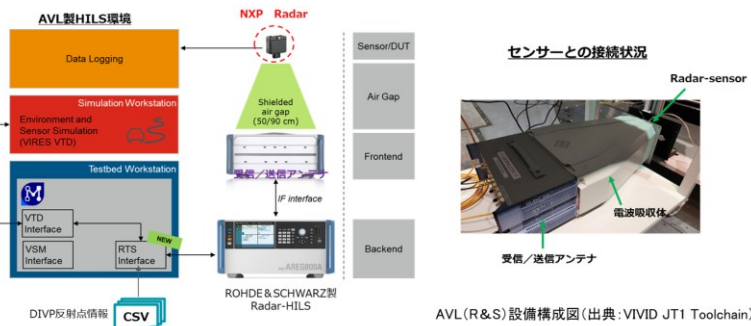 AVL製HILS環境
Data Logging
Simulation Workstation
Environment and
Sensor Simulation
(VIRES VTD)
Testbed Workstation
VTD
Interface
VSM
Interface
RTS
Interface
NEW
DIVP反射点情報
CSV
NXP Radar
Shielded
air gap
(50/90 cm)
受信／送信アンテナ
IF interface
ROHDE&SCHWARZ製
Radar-HILS
Sensor/DUT
Air Gap
Frontend
Backend
センサーとの接続状況
Radar-sensor
電波吸収体
受信／送信アンテナ
AVL(R&S)設備構成図(出典:VIVID JT1 Toolchain)